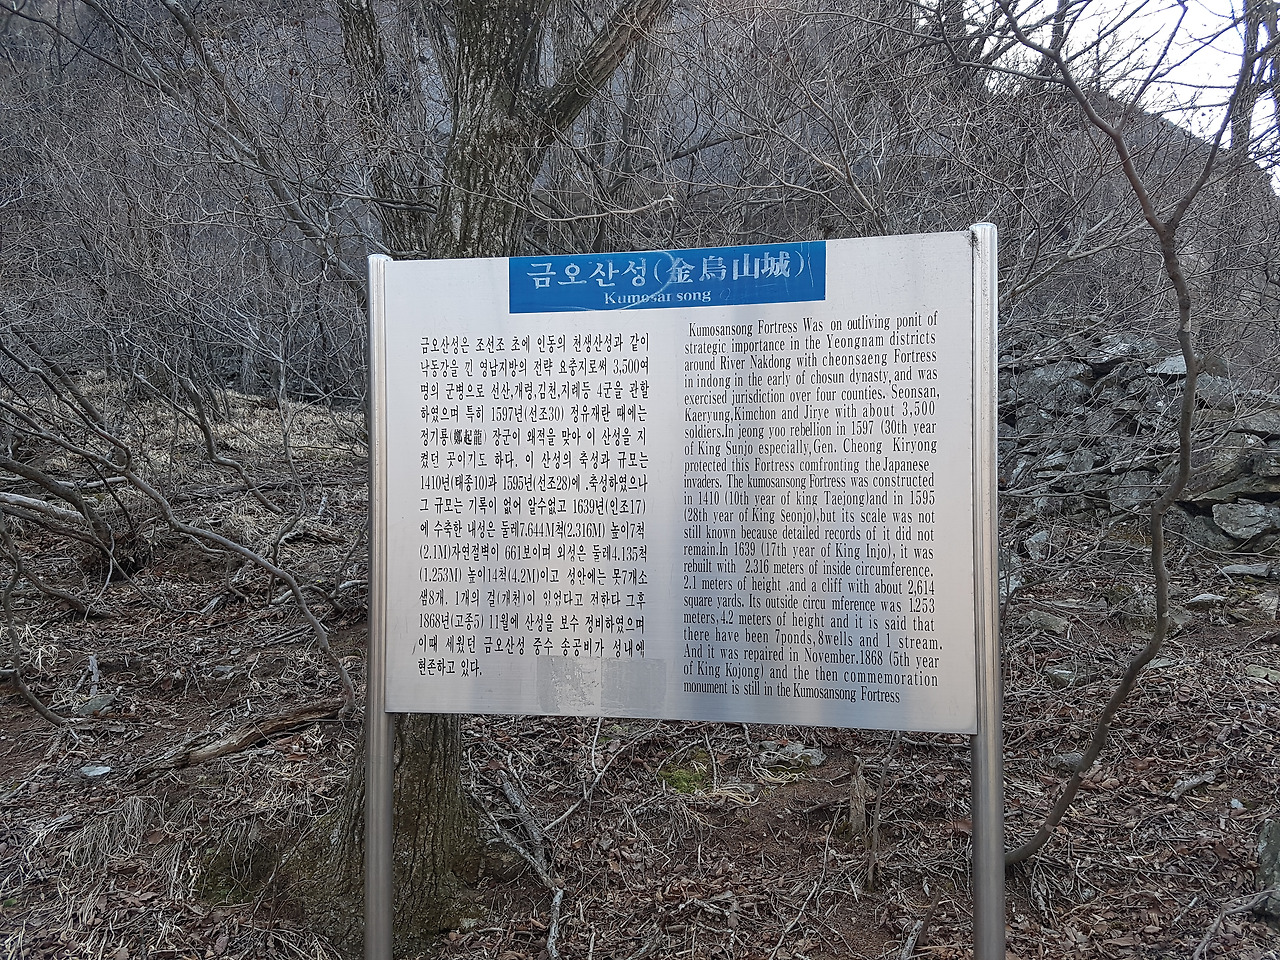 금오산성(金烏山城)
Kumosansong
금오산성은 조선조 초에 인동의 천생산성과 같이
낙동강을 낀 영남지방의 전략 요충지로써 3,500여
명의 군병으로 선산,개령,김천,지례등 4군을 관할
하였으며 특히 1597년(선조30) 정유재란 때에는
정기룡(鄭起龍) 장군이 왜적을 맞아 이 산성을 지
켰던 곳이기도 하다. 이 산성의 축성과 규모는
1410년(태종10)과 1595년(선조28)에 .축성하였으나
그 규모는 기록이 없어 알수없고 1639년(인조17)
에 수축한 내성은 둘레7.644M척(2.316M) 높이7척
(2.1M)자연절벽이 661보이며 외성은 둘레4.135척
(1.253M) 높이14척(4.2M)이고 성안에는 못7개소
샘8개. 1개의 걸(개천)이 있었다고 전하다 그후
1868년(고종5) 11월에 산성을 보수 정비하였으며
이때 세웠던 금오산성 중수 송공비가 성내에
현존하고 있다.
Kumosansong Fortress Was on outliving ponit of
strategic importance in the Yeongnam districts
around River Nakdong with cheonsaeng Fortress
in indong in the early of chosun dynasty, and was
exercised jurisdiction over four counties. Seonsan,
Kaeryung,Kimchon and Jirye with about 3,500
soldiers.In jeong yoo rebellion in 1597 (30th year
of King Sunjo especially,Gen. Cheong Kiryong
protected this Fortress comfronting the Japanese
invaders. The kumosansong Fortress was constructed
in 1410 (10th year of king Taejong)and in 1595
(28th year of King Seonjo),but its scale was not
still known because detailed records of it did not
remain.In 1639 (17th year of King Injo), it was
rebuilt with 2,316 meters of inside circumference.
2.1 meters of height .and a cliff with about 2,614
square yards. Its outside circu mference was 1,253
meters,4.2 meters of height and it is said that
there have been 7ponds,8wells and 1 stream.
And it was repaired in November.1868 (5th year
of King Kojong) and the then commemoration
monument is still in the Kumosansong Fortress